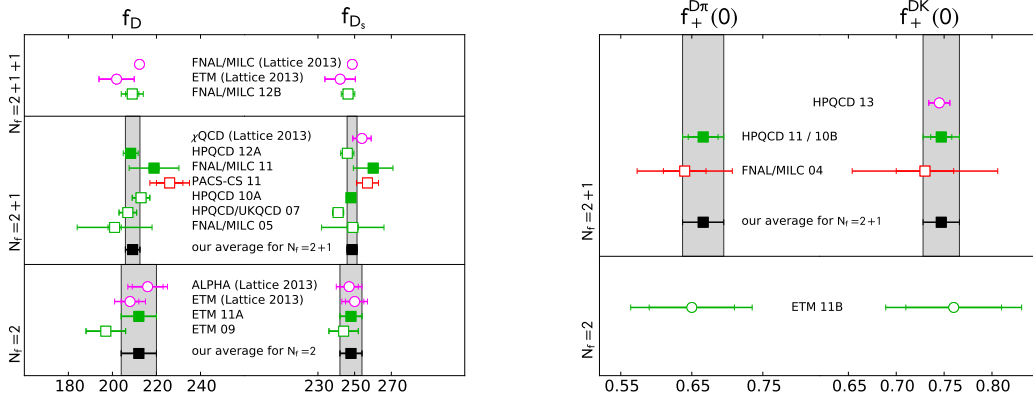 f_D
f_{D_s}
N_f=2+1+1
FNAL/MILC (Lattice 2013)
ETM (Lattice 2013)
FNAL/MILC 12B
N_f=2+1
χQCD (Lattice 2013)
HPQCD 12A
FNAL/MILC 11
PACS-CS 11
HPQCD 10A
HPQCD/UKQCD 07
FNAL/MILC 05
our average for N_f=2+1
N_f=2
ALPHA (Lattice 2013)
ETM (Lattice 2013)
ETM 11A
ETM 09
our average for N_f=2
180 200 220 240 230 250 270
f_+^{Dπ}(0)
f_+^{DK}(0)
N_f=2+1
HPQCD 13
HPQCD 11 / 10B
FNAL/MILC 04
our average for N_f=2+1
N_f=2
ETM 11B
0.55 0.65 0.75 0.65 0.70 0.75 0.80